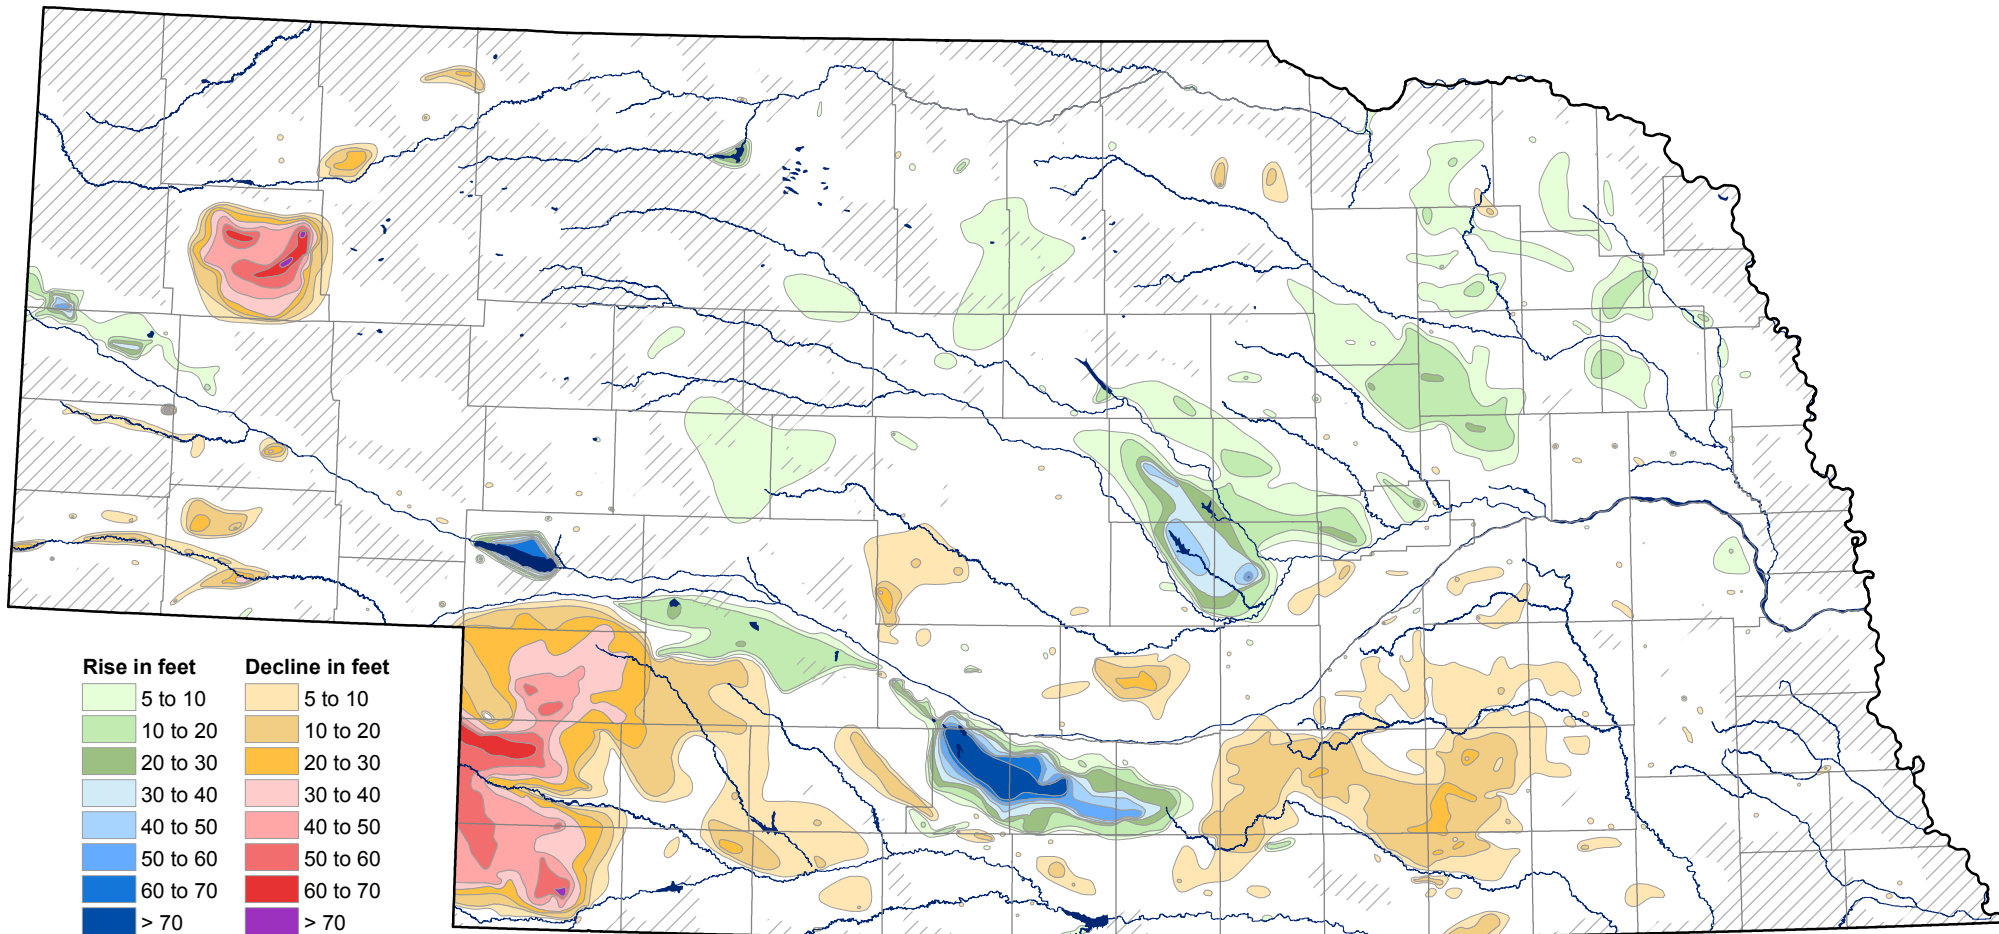 Rise in feet Decline in feet
5 to 10 5 to 10
10 to 20 10 to 20
20 to 30 20 to 30
30 to 40 30 to 40
40 to 50 40 to 50
50 to 60 50 to 60
60 to 70 60 to 70
> 70 > 70